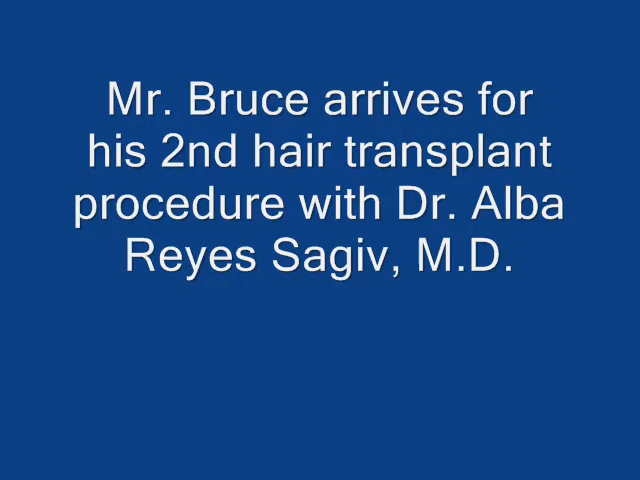 Mr. Bruce arrives for
his 2nd hair transplant
procedure with Dr. Alba
Reyes Sagiv, M.D.